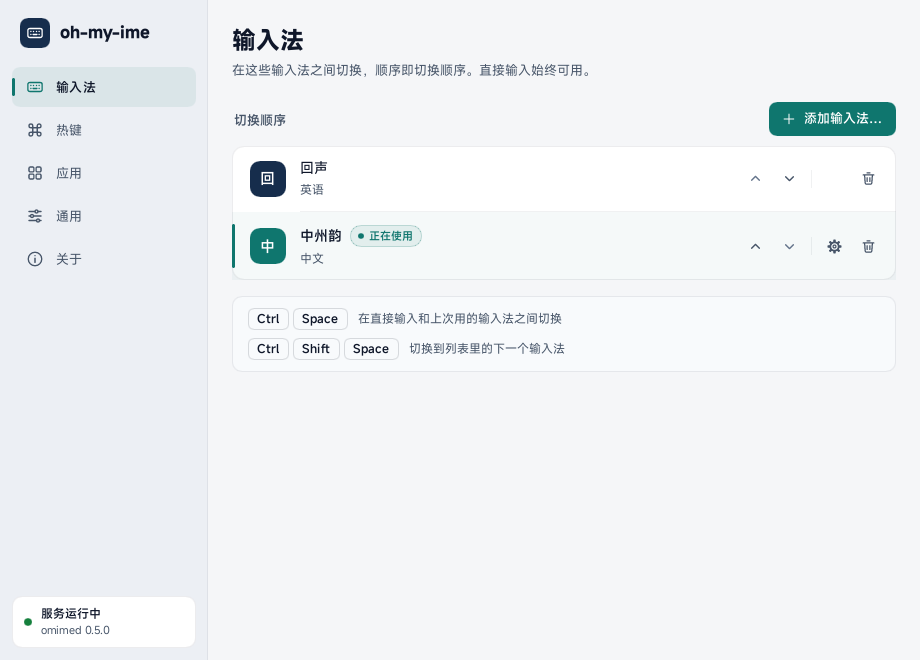 oh-my-ime
输入法
热键
应用
通用
关于
服务运行中
omimed 0.5.0
输入法
在这些输入法之间切换，顺序即切换顺序。直接输入始终可用。
切换顺序
添加输入法…
回
回声
英语
中
中州韵
正在使用
中文
Ctrl Space 在直接输入和上次用的输入法之间切换
Ctrl Shift Space 切换到列表里的下一个输入法